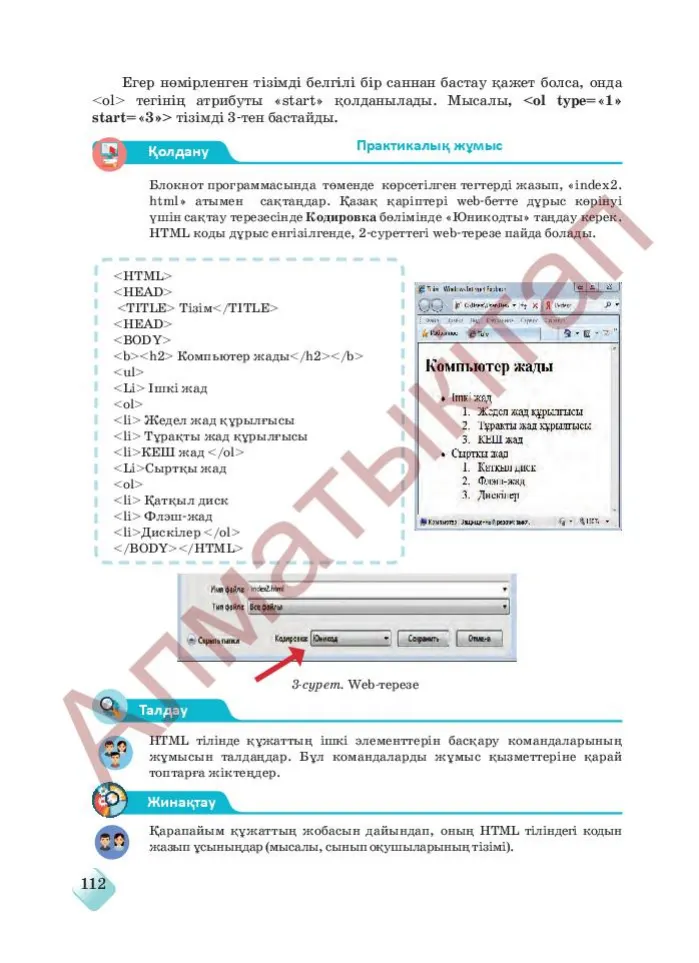 Егер нөмірленген тізімді белгілі бір саннан бастау қажет болса, онда
<ol> тегінің атрибуты «start» қолданылады. Мысалы, <ol type=«1»
start=«3»> тізімді 3-тен бастайды.
Қолдану
Практикалық жұмыс
Блокнот программасында төменде көрсетілген тегтерді жазып, «index2.
html» атымен сақтаңдар. Қазақ қаріптері web-бетте дұрыс көрінуі
үшін сақтау терезесінде Кодировка бөлімінде «Юникодты» таңдау керек.
HTML коды дұрыс енгізілгенде, 2-суреттегі web-терезе пайда болады.
<HTML>
<HEAD>
<TITLE> Тізім</TITLE>
<HEAD>
<BODY>
<b><h2> Компьютер жады</h2></b>
<ul>
<Li> Ішкі жад
<ol>
<li> Жедел жад құрылғысы
<li> Тұрақты жад құрылғысы
<li>КЕШ жад </ol>
<Li>Сыртқы жад
<ol>
<li> Қатқыл диск
<li> Флэш-жад
<li>Дискілер </ol>
</BODY></HTML>
Тізім - Windows Internet Explorer
Избранное
Тізім
Компьютер жады
• Ішкі жад
1. Жедел жад құрылғысы
2. Тұрақты жад құрылғысы
3. КЕШ жад
• Сыртқы жад
1. Қатқыл диск
2. Флэш-жад
3. Дискілер
Имя файла: index2.html
Тип файла: Все файлы
Скрыть папки
Кодировка: Юникод
Сохранить
Отмена
3-сурет. Web-терезе
Талдау
HTML тілінде құжаттың ішкі элементтерін басқару командаларының
жұмысын талдаңдар. Бұл командаларды жұмыс қызметтеріне қарай
топтарға жіктеңдер.
Жинақтау
Қарапайым құжаттың жобасын дайындап, оның HTML тіліндегі кодын
жазып ұсыныңдар (мысалы, сынып оқушыларының тізімі).
112
Алматыкітап